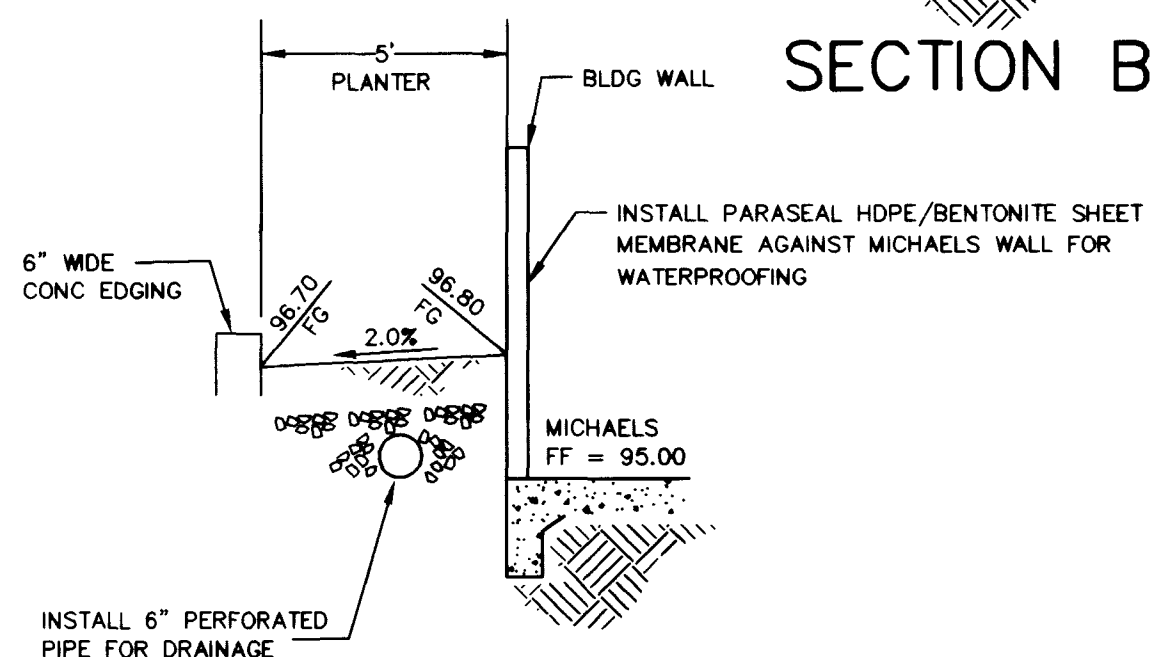 SECTION B
5'
PLANTER
BLDG WALL
INSTALL PARASEAL HDPE/BENTONITE SHEET
MEMBRANE AGAINST MICHAELS WALL FOR
WATERPROOFING
6" WIDE
CONC EDGING
96.70
FG
96.80
FG
2.0%
MICHAELS
FF = 95.00
INSTALL 6" PERFORATED
PIPE FOR DRAINAGE